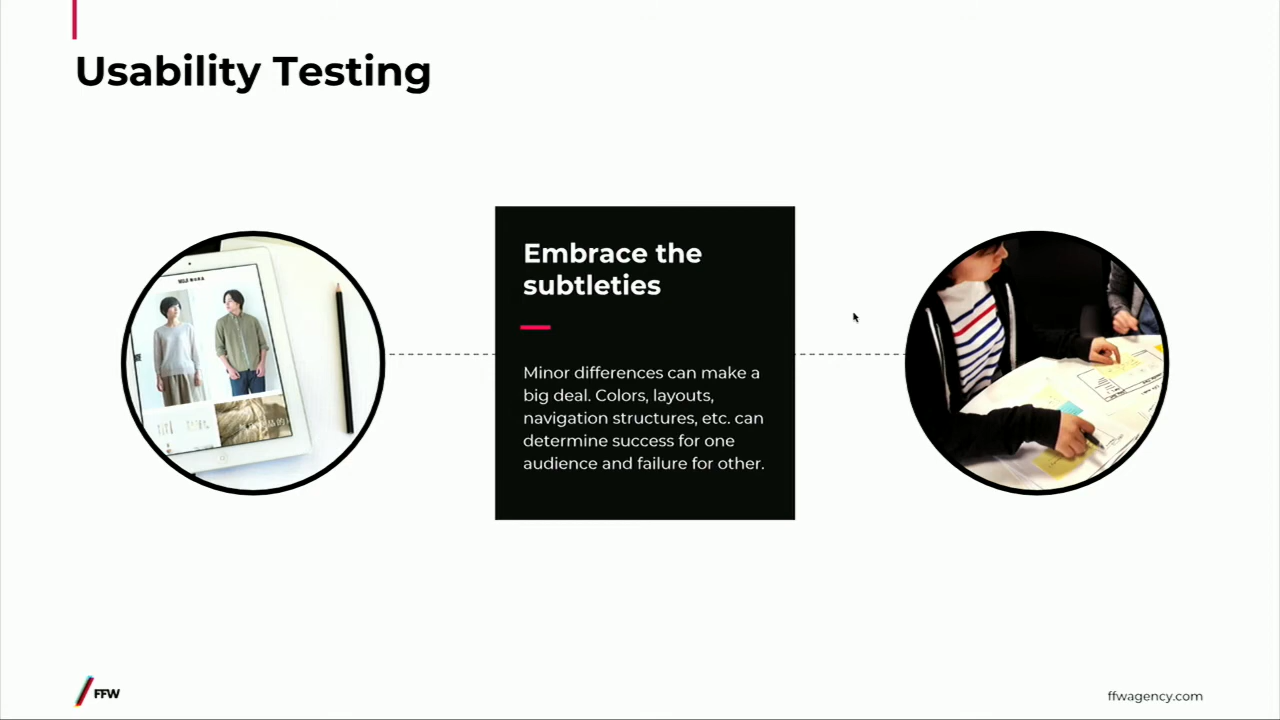 Usability Testing
Embrace the
subtleties
Minor differences can make a
big deal. Colors, layouts,
navigation structures, etc. can
determine success for one
audience and failure for other.
FFW
ffwagency.com